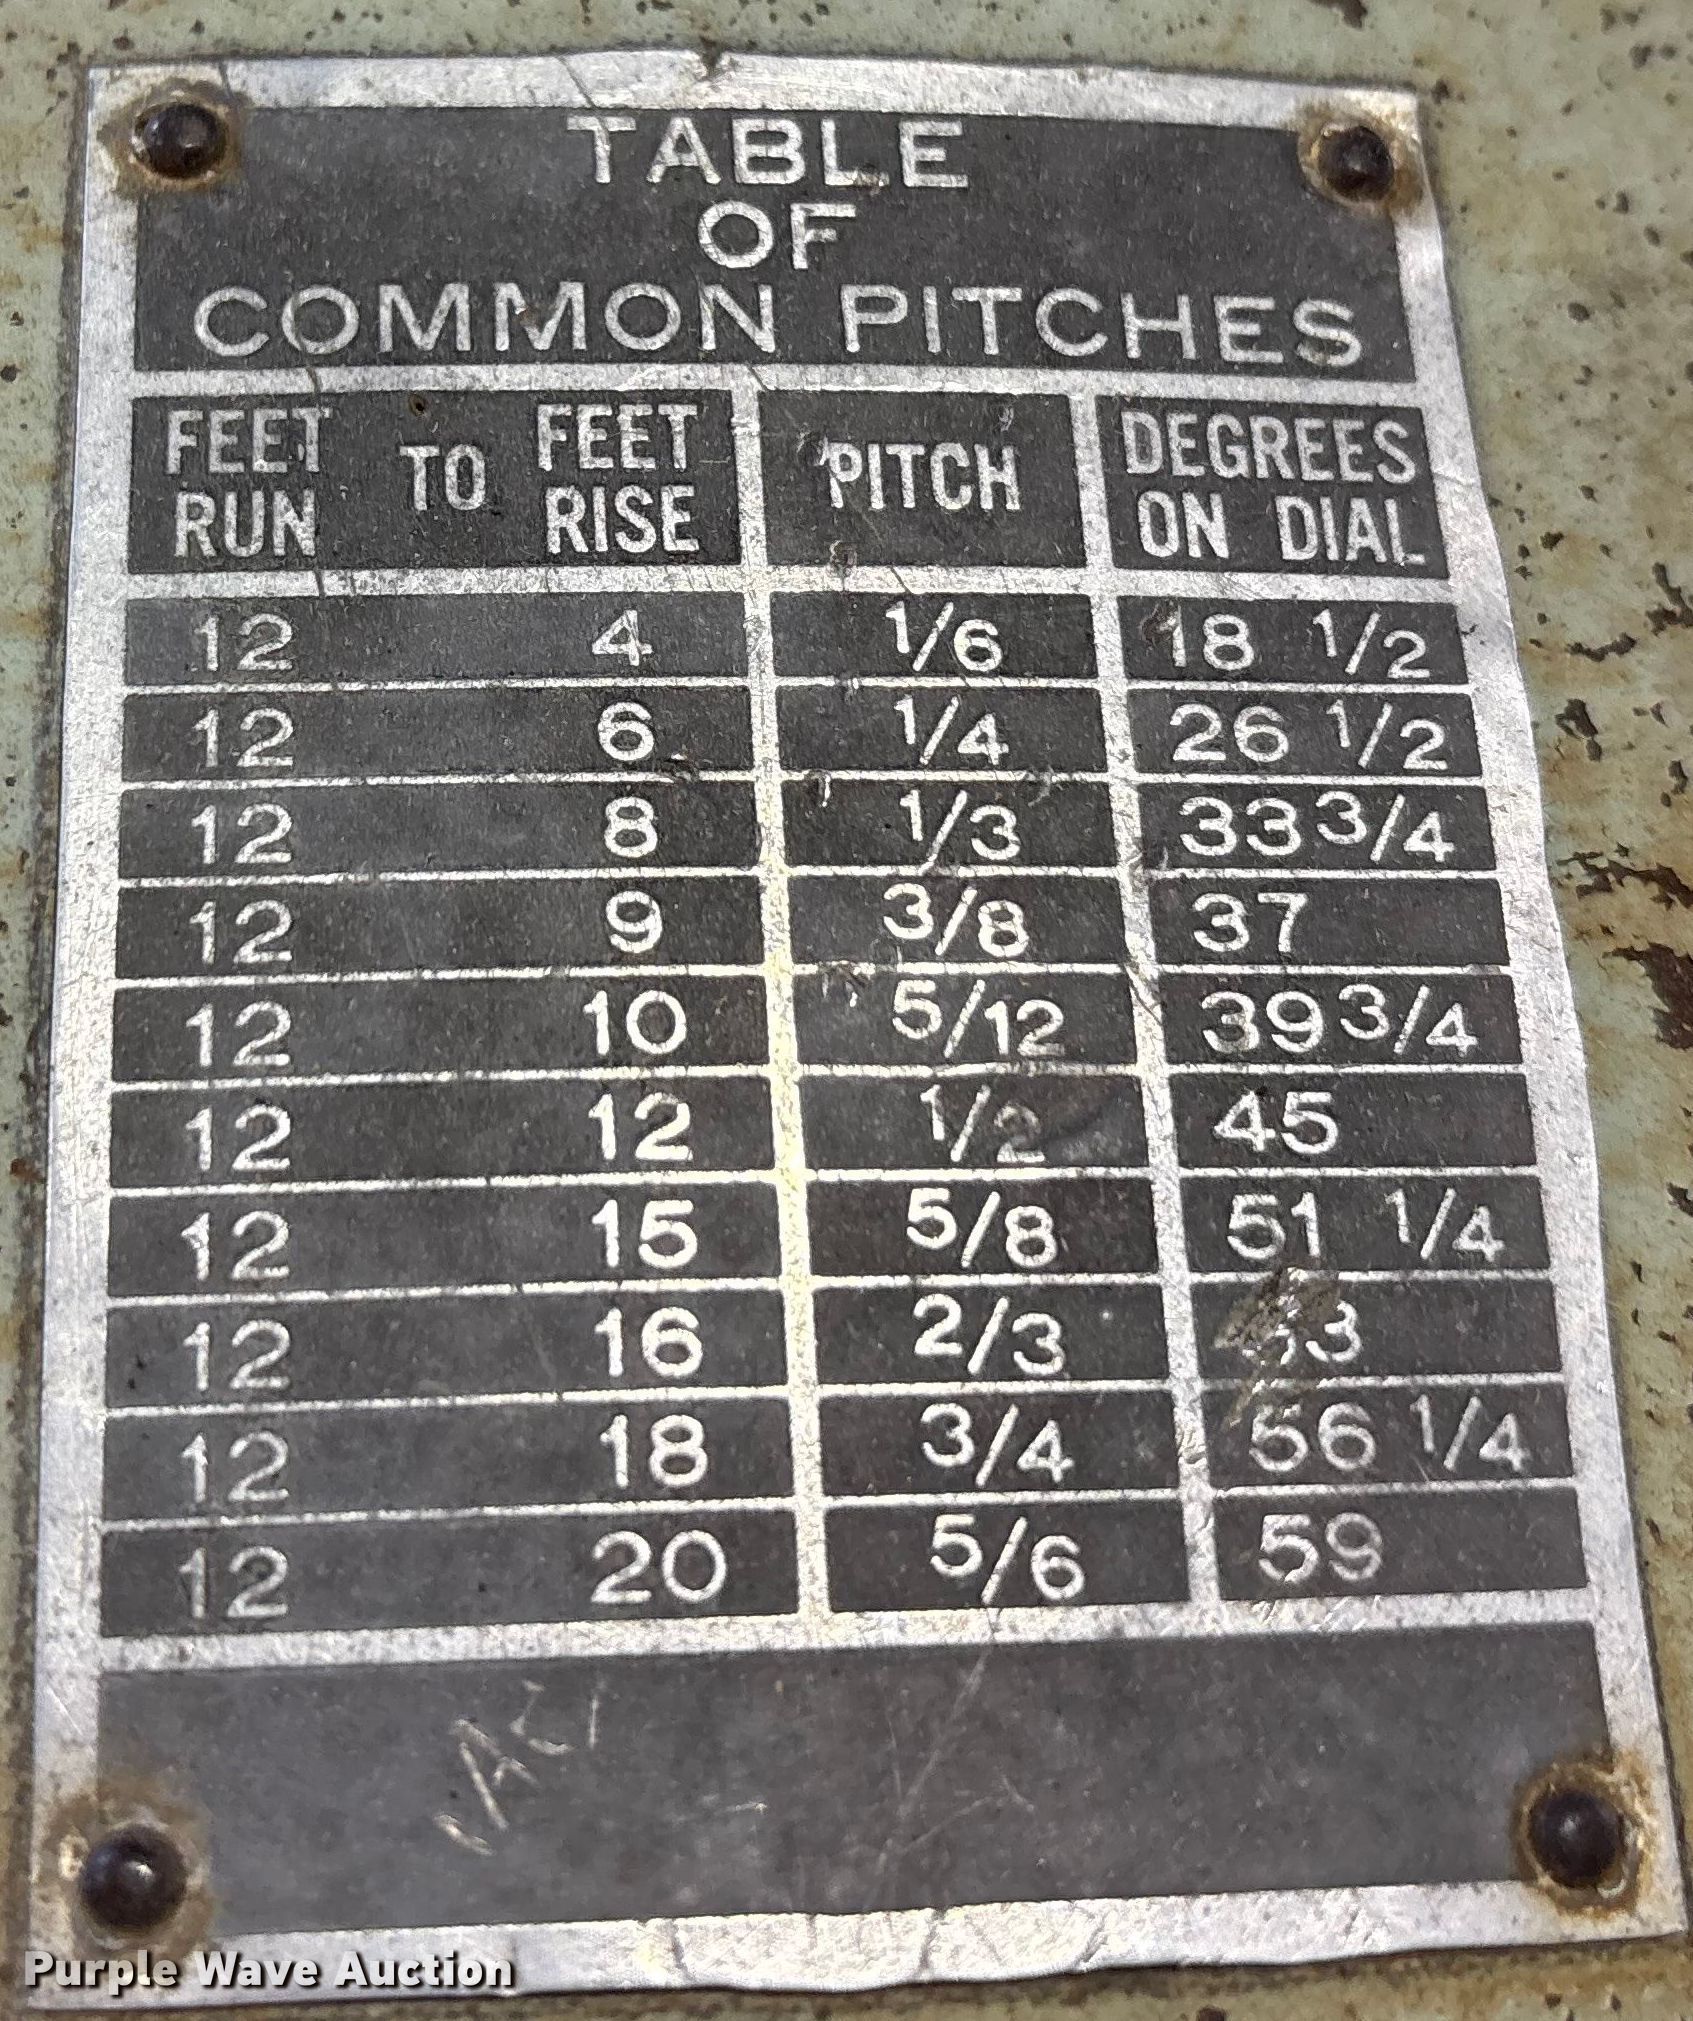 TABLE
OF
COMMON PITCHES
FEET RUN TO FEET RISE PITCH DEGREES ON DIAL
12 4 1/6 18 1/2
12 6 1/4 26 1/2
12 8 1/3 33 3/4
12 9 3/8 37
12 10 5/12 39 3/4
12 12 1/2 45
12 15 5/8 51 1/4
12 16 2/3 53
12 18 3/4 56 1/4
12 20 5/6 59
Purple Wave Auction